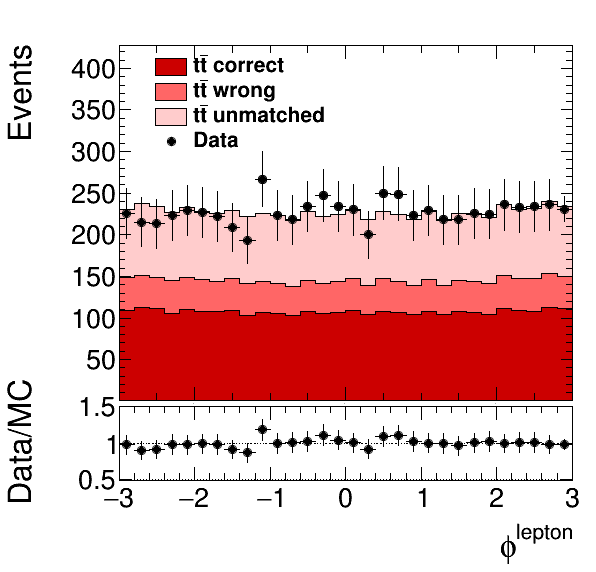 Events
400
350
300
250
200
150
100
50
tt̄ correct
tt̄ wrong
tt̄ unmatched
Data
Data/MC
1.5
1
0.5
−3 −2 −1 0 1 2 3
ϕ^lepton